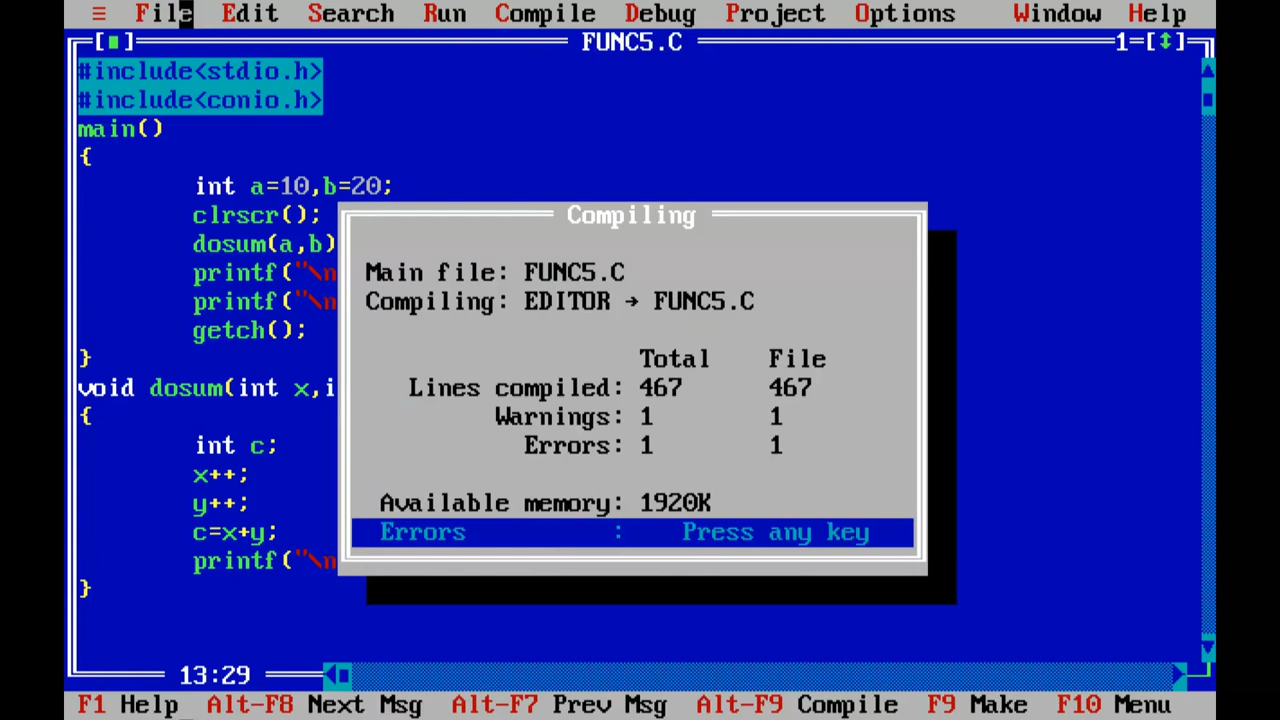 ≡ File Edit Search Run Compile Debug Project Options Window Help
[■] FUNC5.C 1=[↕]
#include<stdio.h>
#include<conio.h>
main()
{
int a=10,b=20;
clrscr();
dosum(a,b)
printf("\n
printf("\n
getch();
}
void dosum(int x,i
{
int c;
x++;
y++;
c=x+y;
printf("\n
}
Compiling
Main file: FUNC5.C
Compiling: EDITOR → FUNC5.C
Total File
Lines compiled: 467 467
Warnings: 1 1
Errors: 1 1
Available memory: 1920K
Errors : Press any key
13:29
F1 Help Alt-F8 Next Msg Alt-F7 Prev Msg Alt-F9 Compile F9 Make F10 Menu